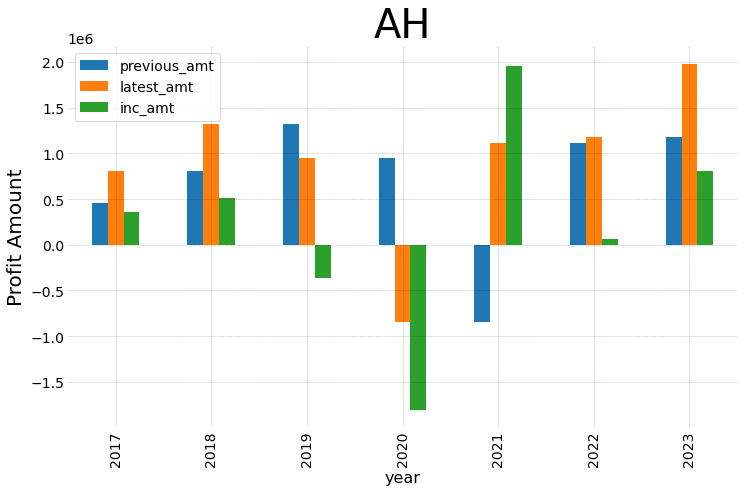 AH
1e6
previous_amt
latest_amt
inc_amt
2.0
1.5
1.0
0.5
0.0
−0.5
−1.0
−1.5
Profit Amount
2017
2018
2019
2020
2021
2022
2023
year